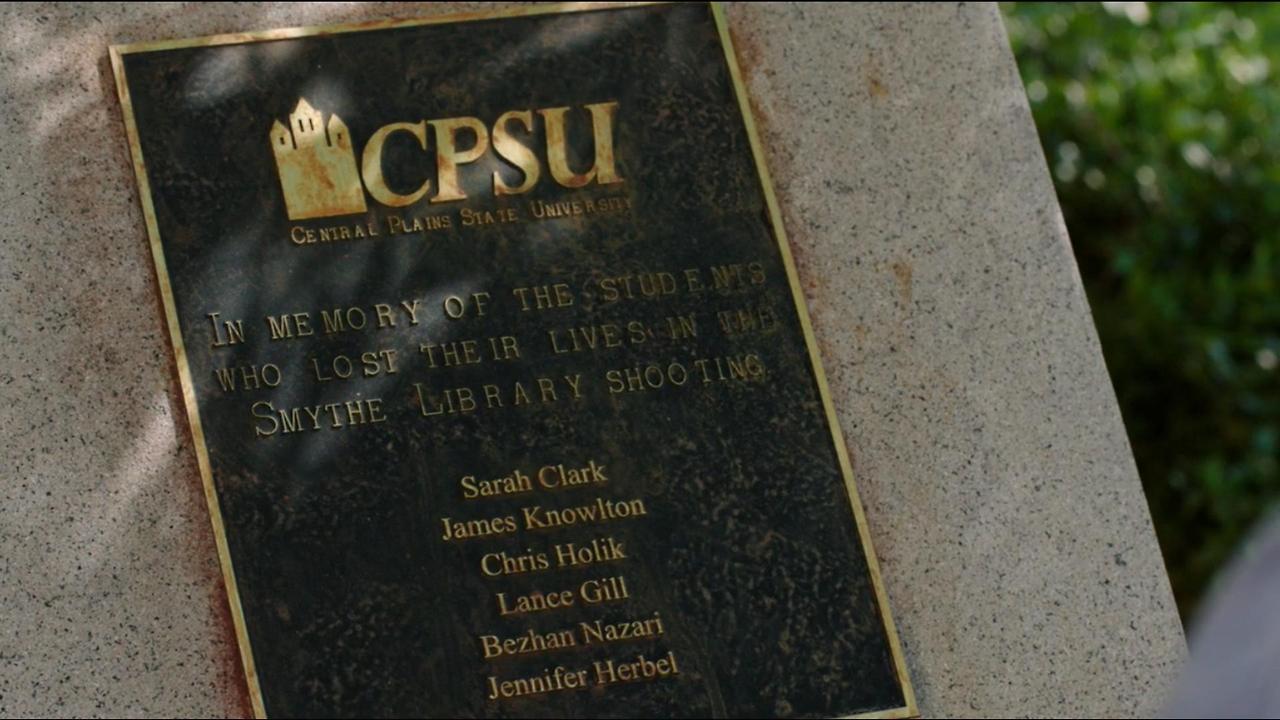 CPSU
Central Plains State University
In memory of the students
who lost their lives in the
Smythe Library shooting.
Sarah Clark
James Knowlton
Chris Holik
Lance Gill
Bezhan Nazari
Jennifer Herbel